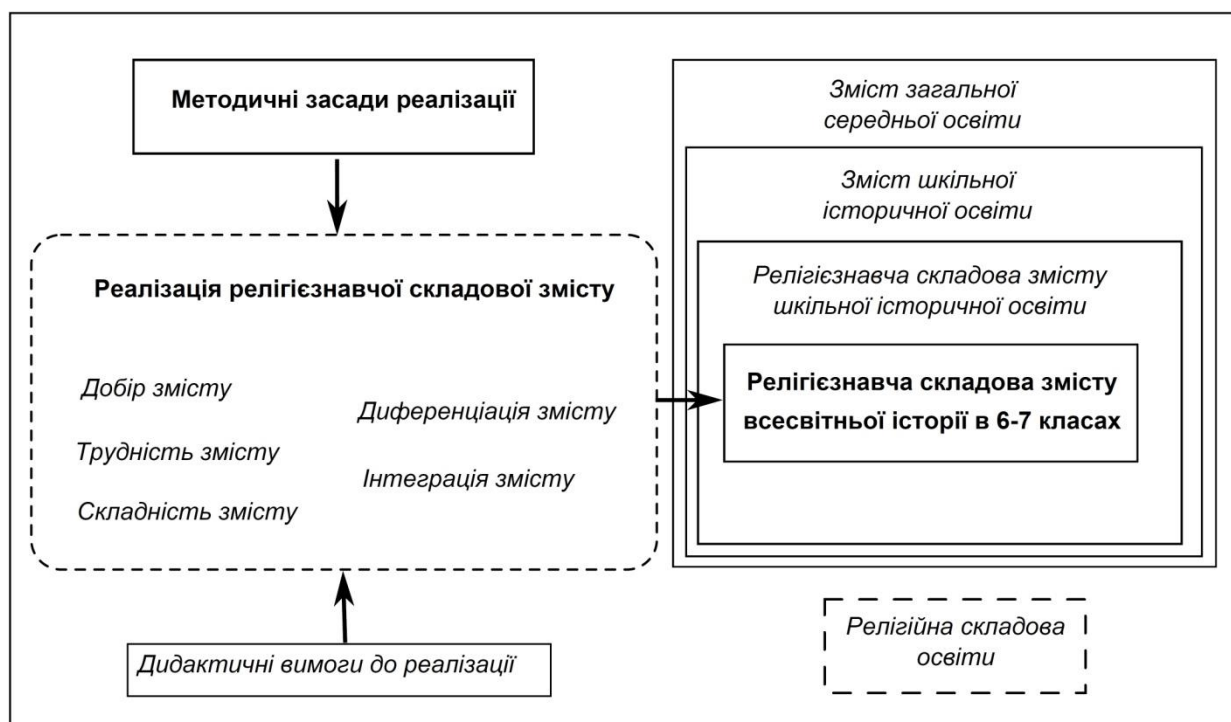 Методичні засади реалізації
Реалізація релігієзнавчої складової змісту
Добір змісту
Трудність змісту
Складність змісту
Диференціація змісту
Інтеграція змісту
Дидактичні вимоги до реалізації
Зміст загальної
середньої освіти
Зміст шкільної
історичної освіти
Релігієзнавча складова змісту
шкільної історичної освіти
Релігієзнавча складова змісту
всесвітньої історії в 6-7 класах
Релігійна складова
освіти